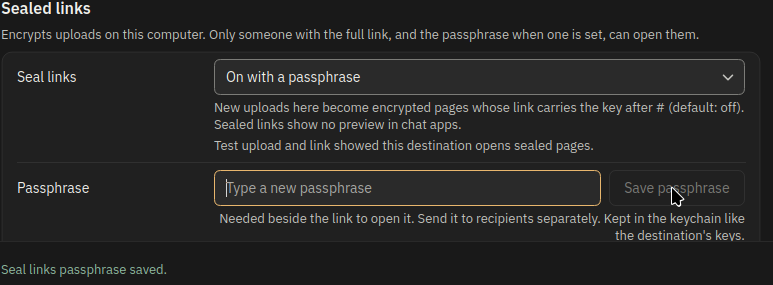 Sealed links
Encrypts uploads on this computer. Only someone with the full link, and the passphrase when one is set, can open them.
Seal links
On with a passphrase
New uploads here become encrypted pages whose link carries the key after # (default: off).
Sealed links show no preview in chat apps.
Test upload and link showed this destination opens sealed pages.
Passphrase
Type a new passphrase
Save passphrase
Needed beside the link to open it. Send it to recipients separately. Kept in the keychain like
the destination's keys.
Seal links passphrase saved.